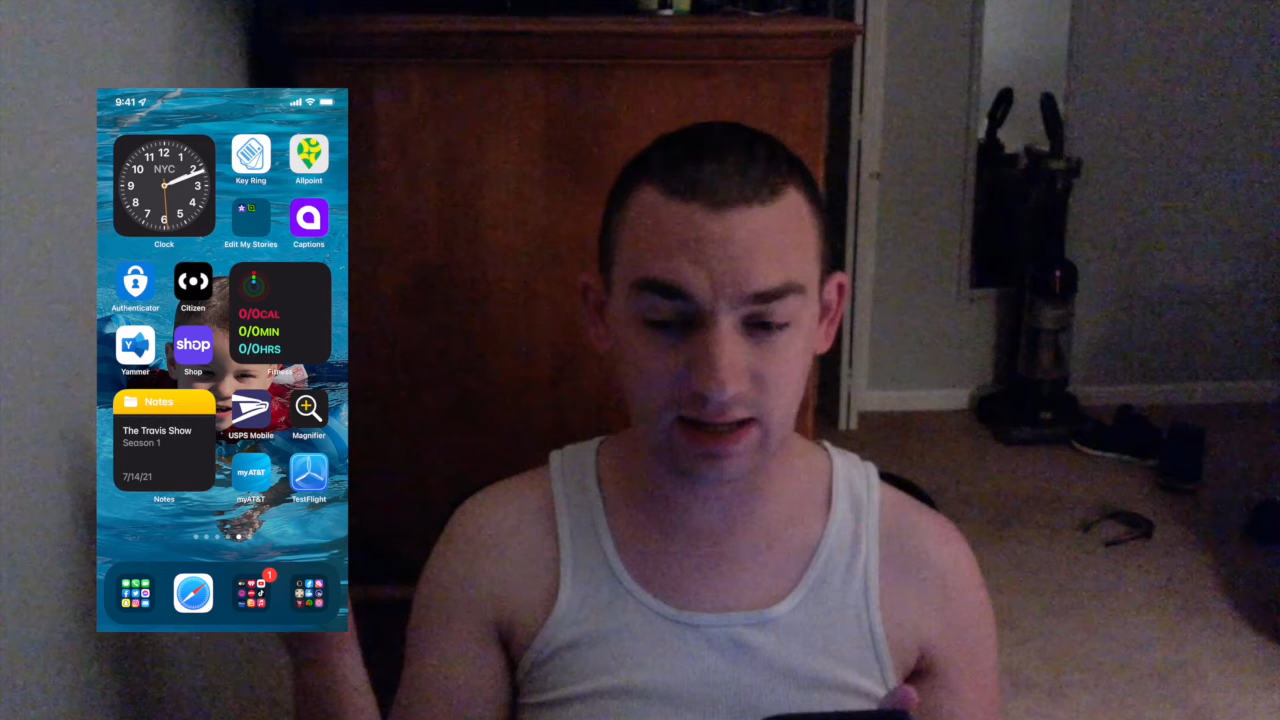 9:41
12
11 1
NYC
10 2
9 3
8 4
7 5
6
Clock
Key Ring
Allpoint
Edit My Stories
Captions
Authenticator
Citizen
0/0CAL
0/0MIN
0/0HRS
Y
shop
Yammer
Shop
Fitness
Notes
The Travis Show
Season 1
7/14/21
Notes
USPS Mobile
Magnifier
myAT&T
myAT&T
TestFlight
1